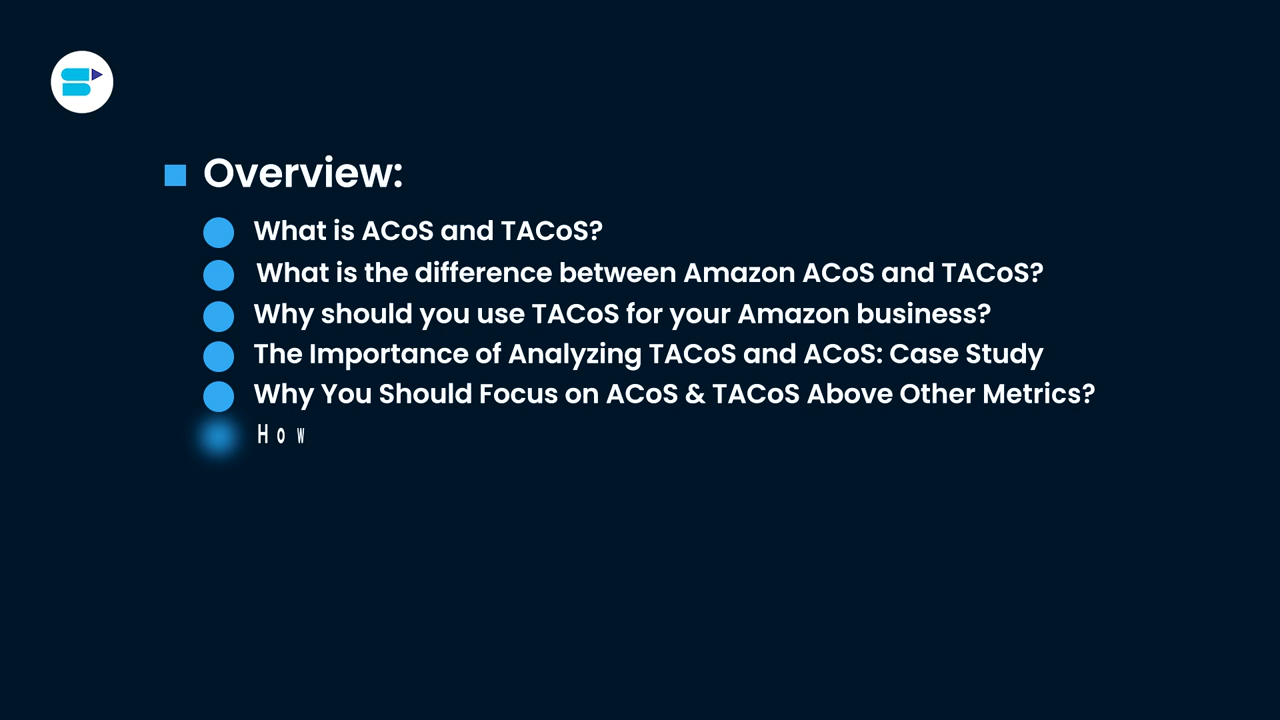 Overview:
What is ACoS and TACoS?
What is the difference between Amazon ACoS and TACoS?
Why should you use TACoS for your Amazon business?
The Importance of Analyzing TACoS and ACoS: Case Study
Why You Should Focus on ACoS & TACoS Above Other Metrics?
How